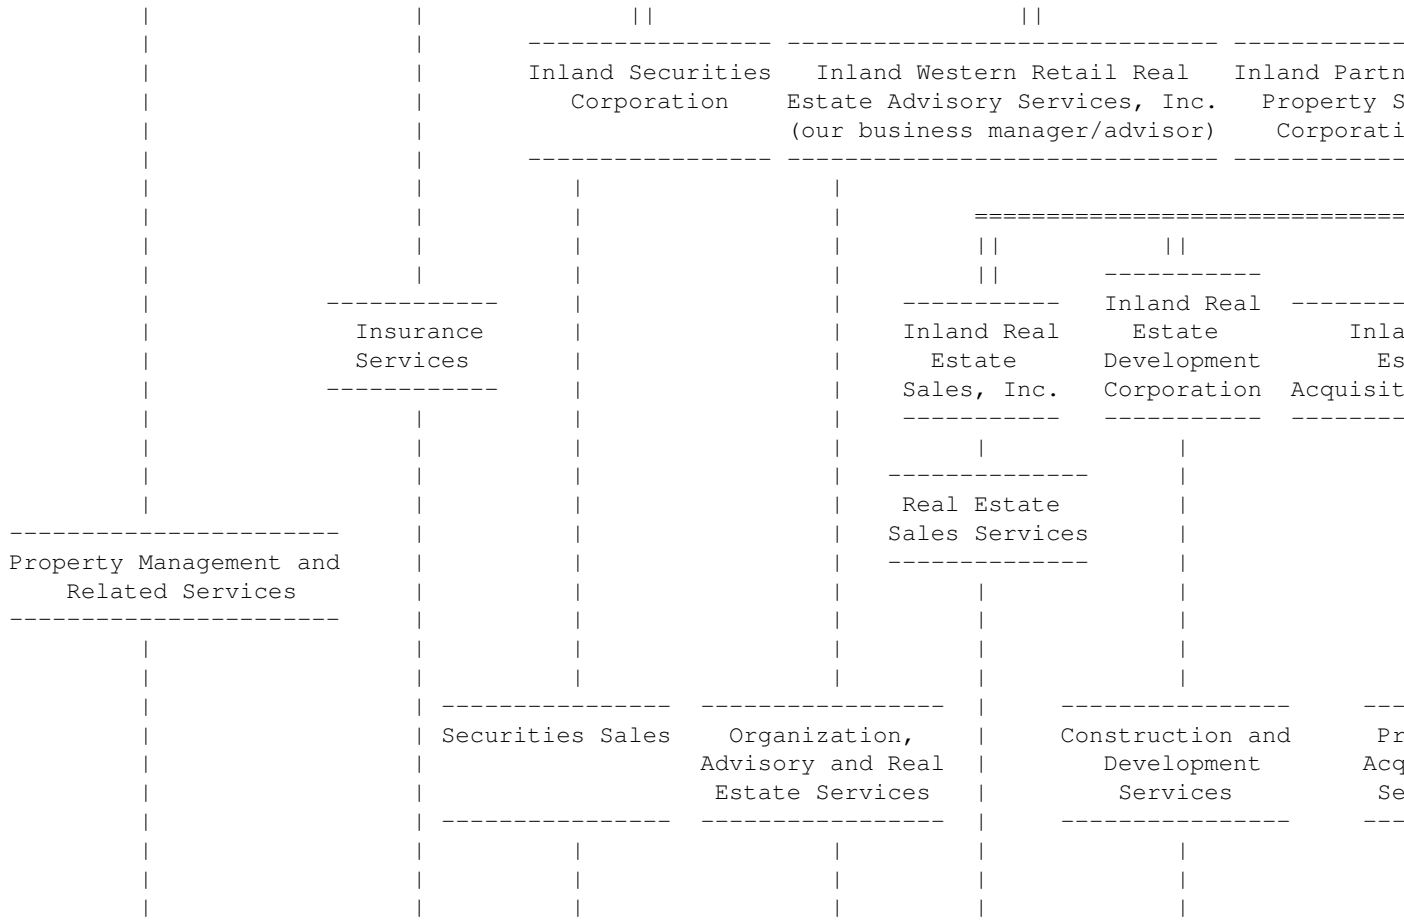 Inland Securities
Corporation
Inland Western Retail Real
Estate Advisory Services, Inc.
(our business manager/advisor)
Inland
Property
Insurance
Services
Inland Real
Estate
Sales, Inc.
Inland Real
Estate
Development
Corporation
Real Estate
Sales Services
Property Management and
Related Services
Securities Sales
Organization,
Advisory and Real
Estate Services
Construction and
Development
Services